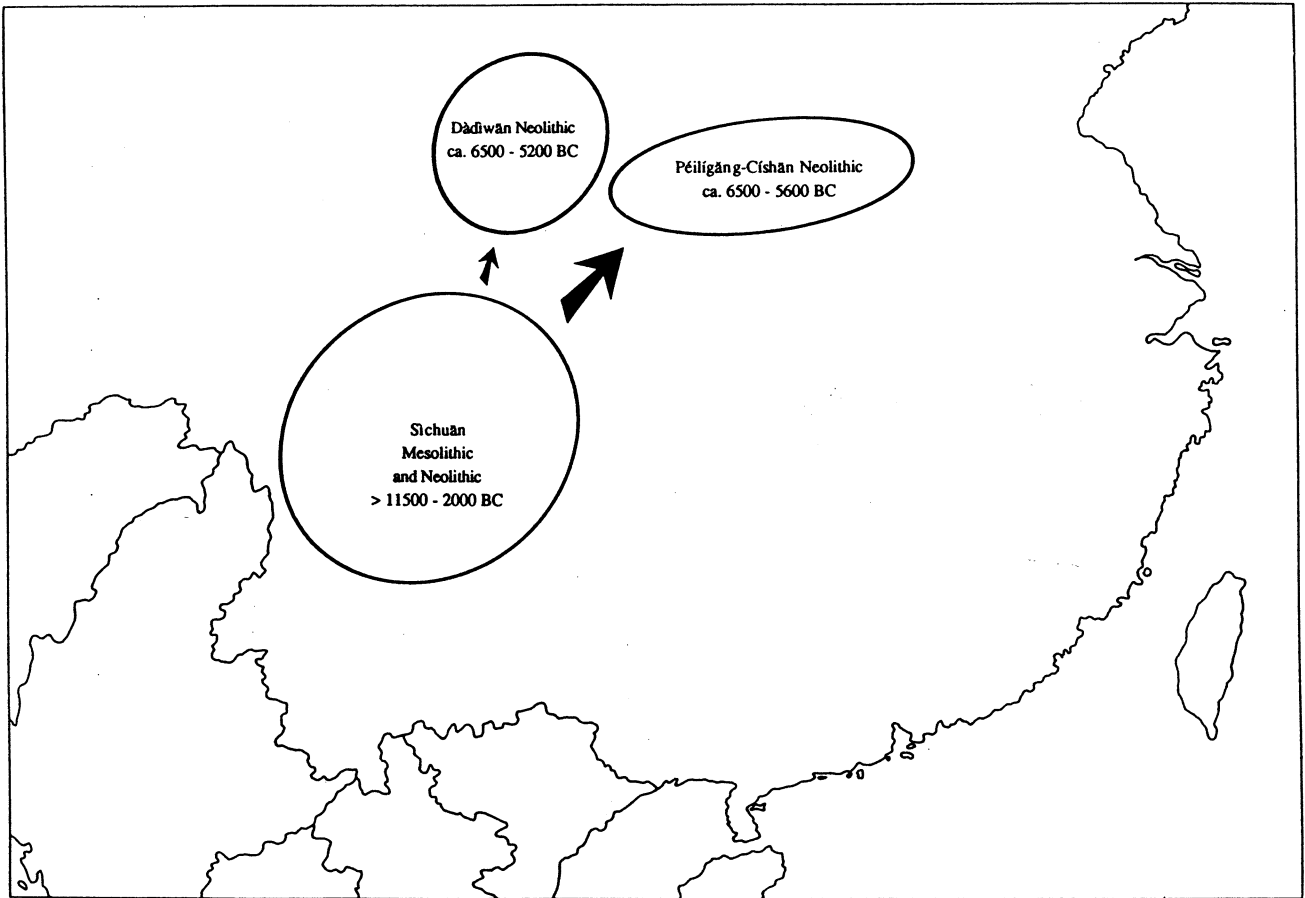 Dàdìwān Neolithic
ca. 6500 - 5200 BC
Péilígāng-Císhān Neolithic
ca. 6500 - 5600 BC
Sìchuān
Mesolithic
and Neolithic
> 11500 - 2000 BC